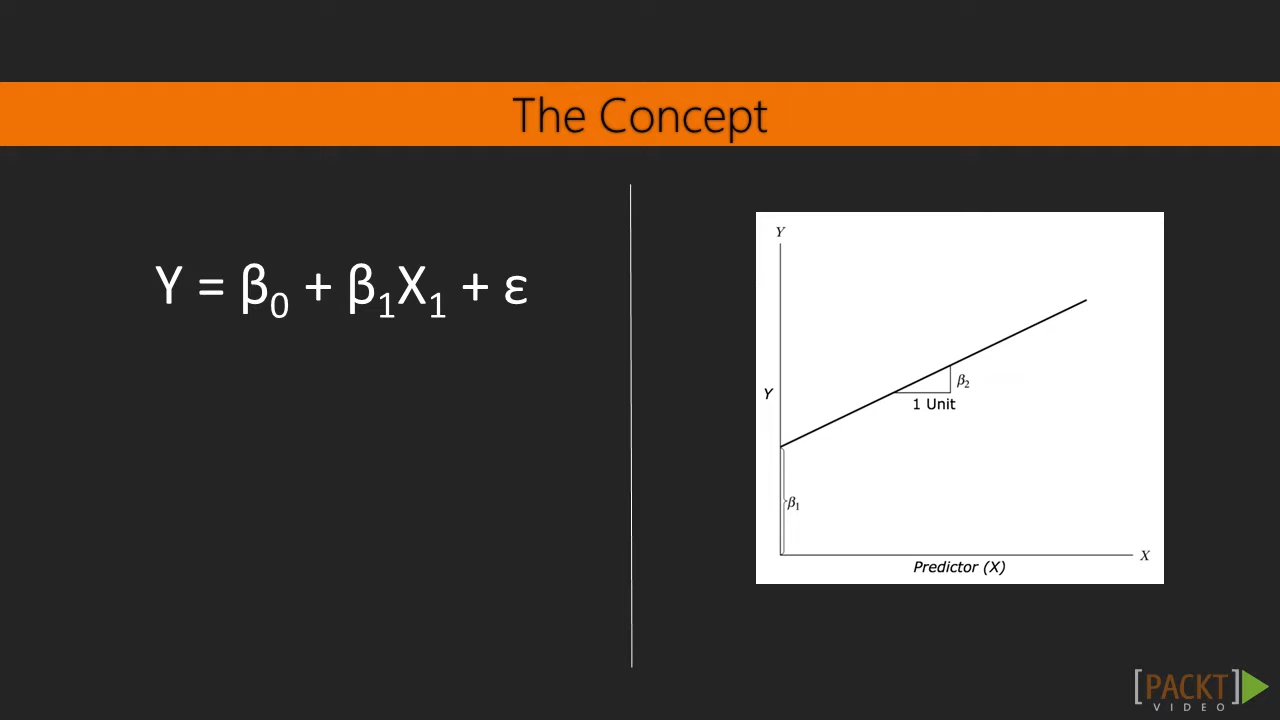 The Concept
Y = β₀ + β₁X₁ + ε
Y
Y
β₂
1 Unit
β₁
X
Predictor (X)
[PACKT]
VIDEO